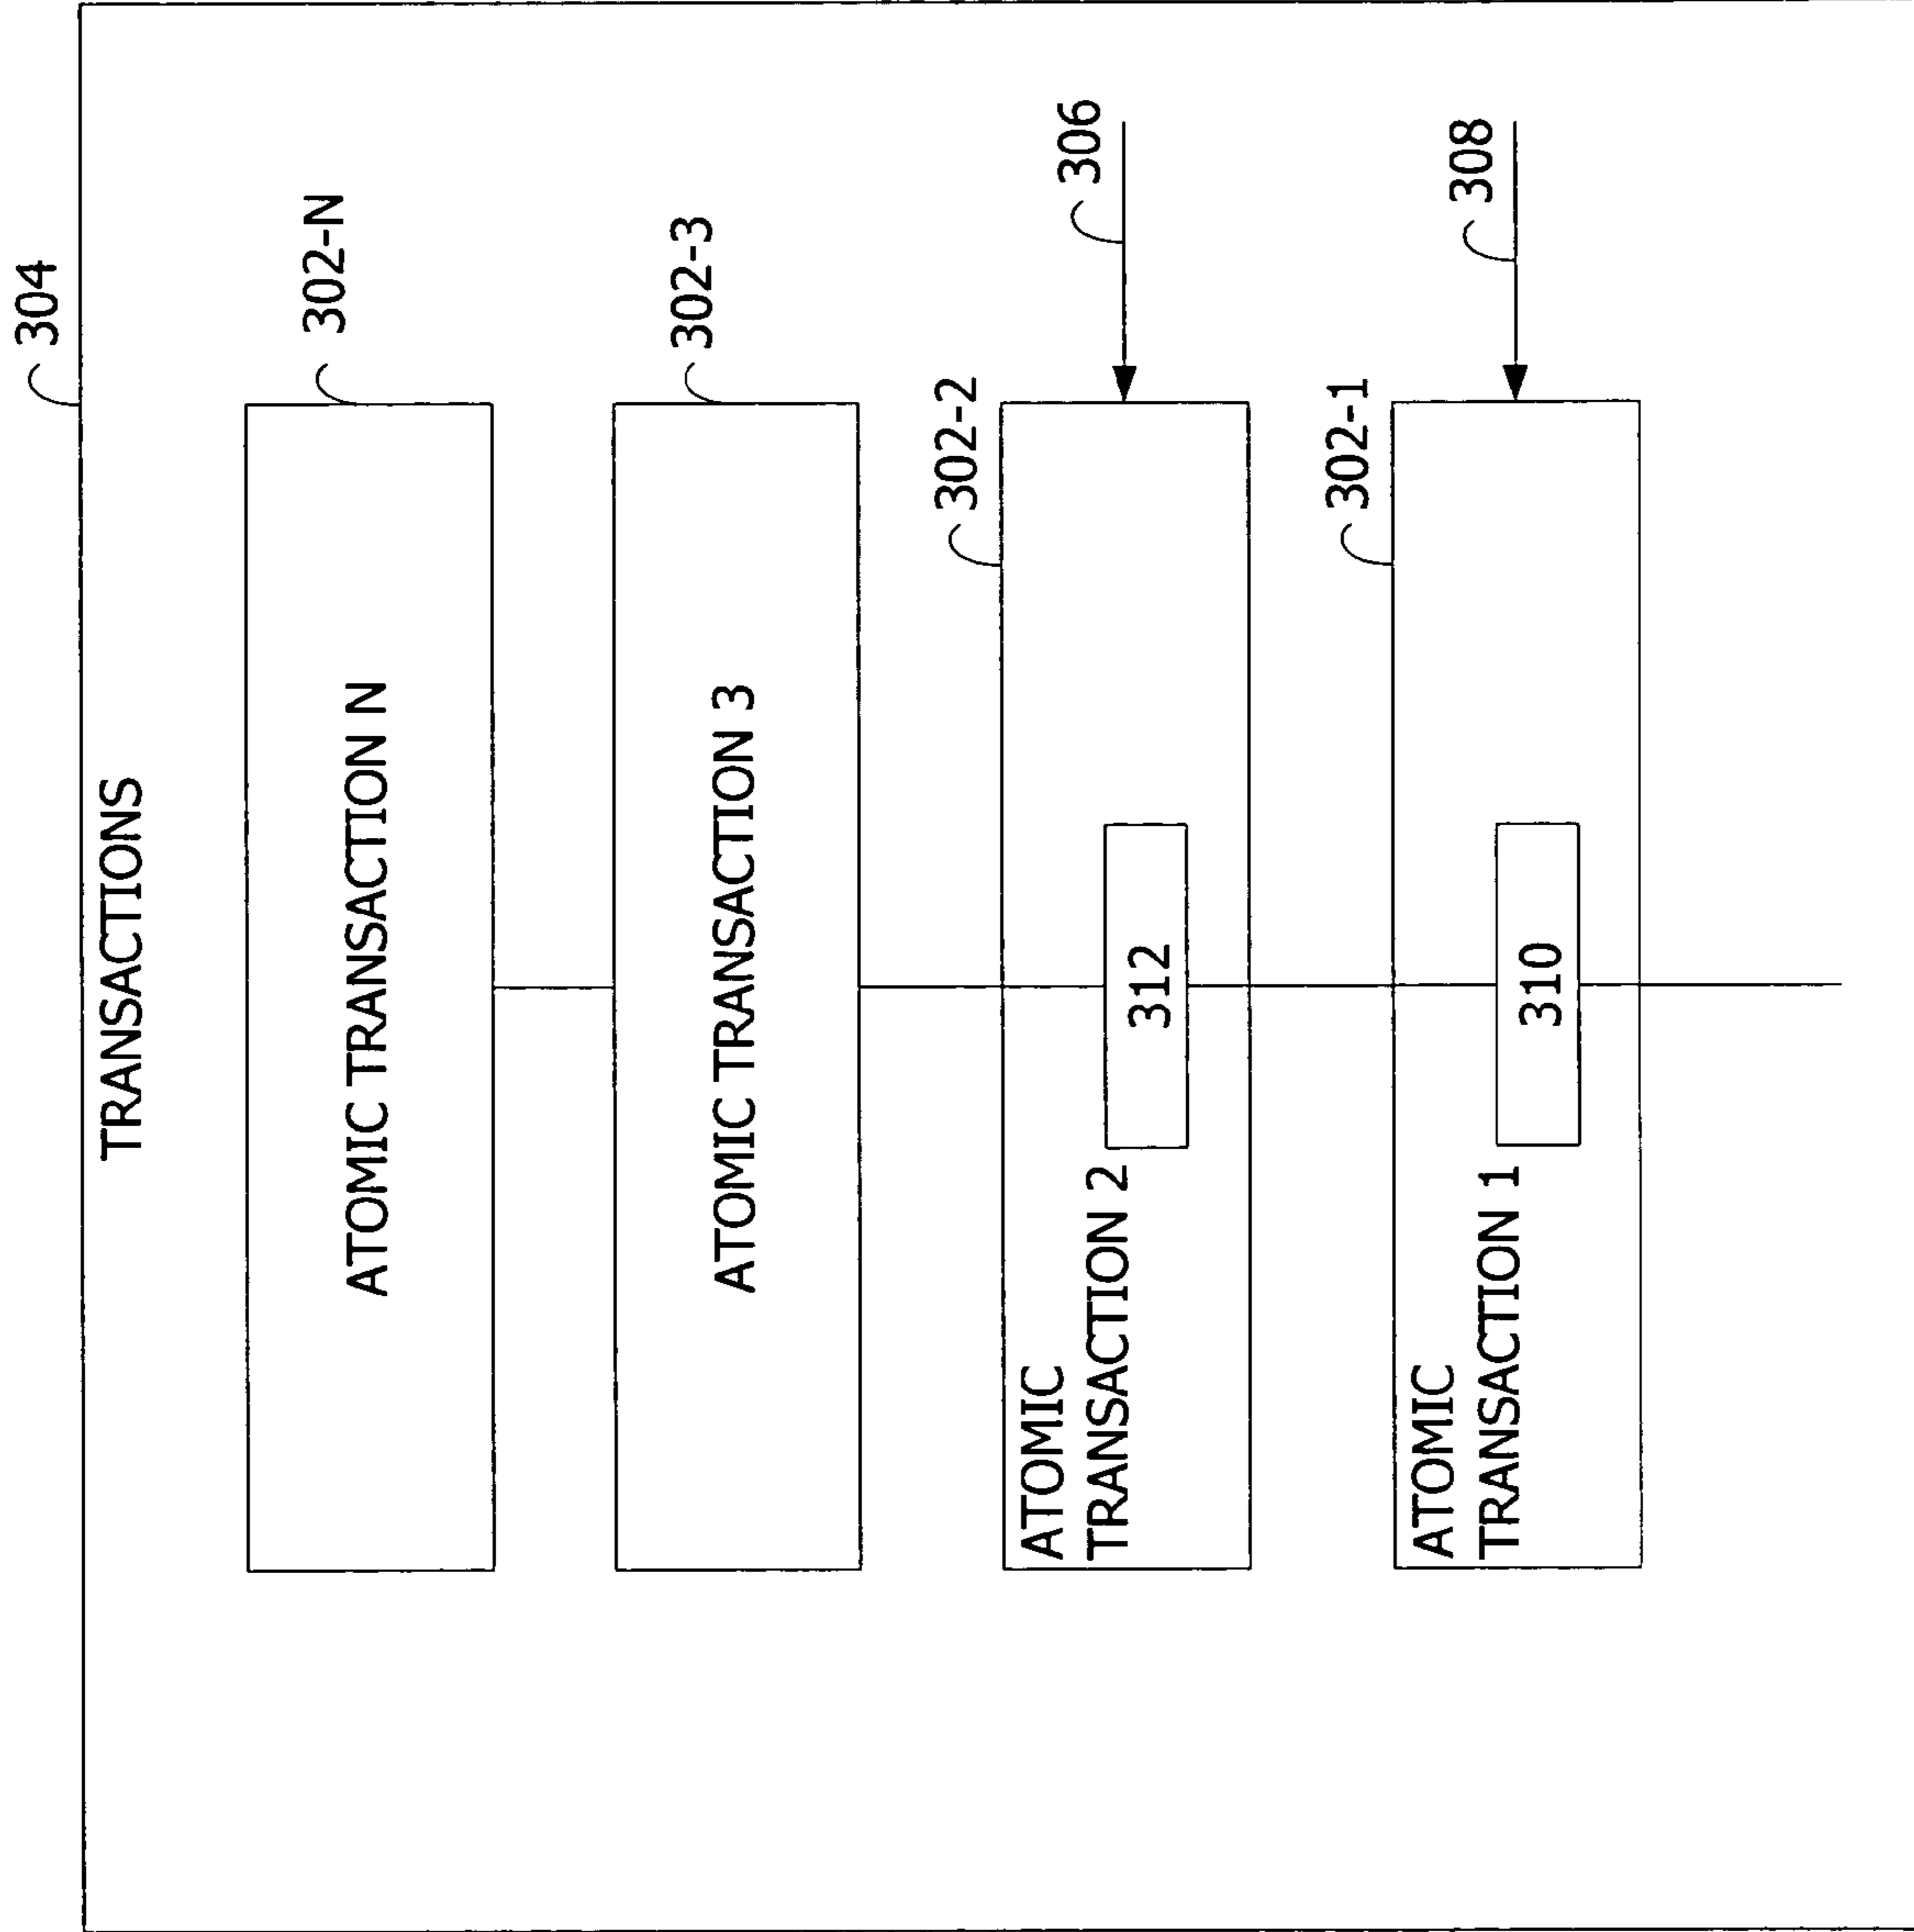 304
TRANSACTIONS
302-N
ATOMIC TRANSACTION N
302-3
ATOMIC TRANSACTION 3
302-2
306
ATOMIC
TRANSACTION 2
312
302-1
308
ATOMIC
TRANSACTION 1
310